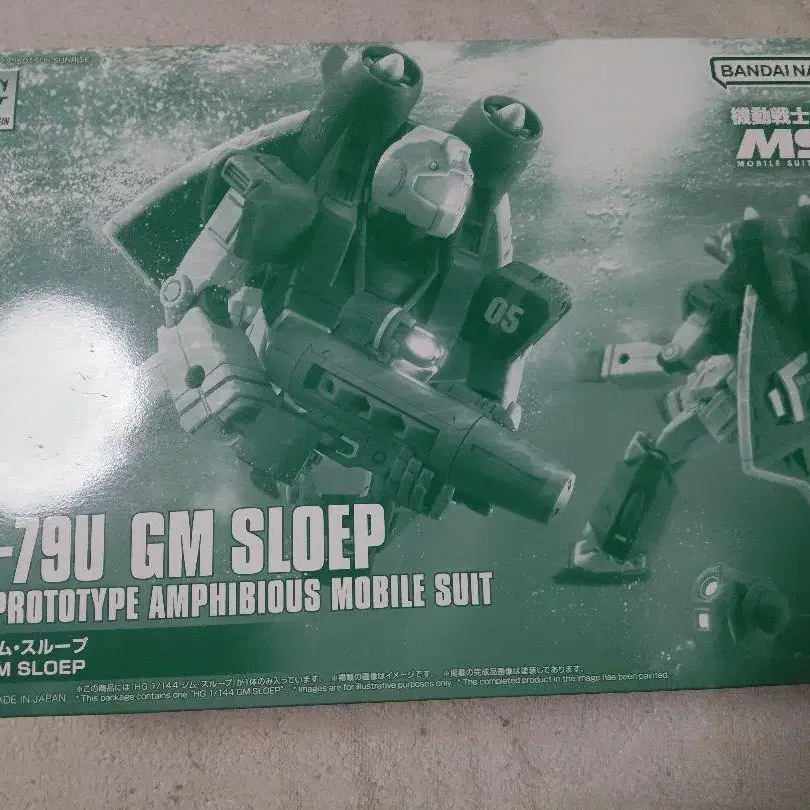 ©SOTSU・SUNRISE
BANDAI NA
機動戦士
MS
MOBILE SUIT
05
-79U GM SLOEP
PROTOTYPE AMPHIBIOUS MOBILE SUIT
ム・スループ
M SLOEP
※この商品には「HG 1/144 ジム・スループ」が1体のみ入っています。 ※掲載の画像はイメージです。 ※掲載の完成品画像は塗装してあります。
ADE IN JAPAN * This package contains one "HG 1/144 GM SLOEP". * Images are for illustrative purposes only. * The completed product in the image has been painted.